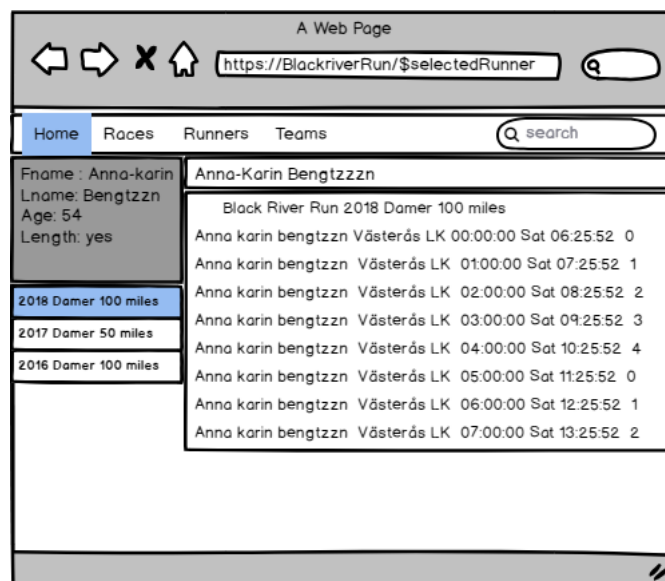 A Web Page
https://BlackriverRun/$selectedRunner
Home Races Runners Teams search
Fname : Anna-karin
Lname: Bengtzzn
Age: 54
Length: yes
2018 Damer 100 miles
2017 Damer 50 miles
2016 Damer 100 miles
Anna-Karin Bengtzzzn
Black River Run 2018 Damer 100 miles
Anna karin bengtzzn Västerås LK 00:00:00 Sat 06:25:52 0
Anna karin bengtzzn Västerås LK 01:00:00 Sat 07:25:52 1
Anna karin bengtzzn Västerås LK 02:00:00 Sat 08:25:52 2
Anna karin bengtzzn Västerås LK 03:00:00 Sat 09:25:52 3
Anna karin bengtzzn Västerås LK 04:00:00 Sat 10:25:52 4
Anna karin bengtzzn Västerås LK 05:00:00 Sat 11:25:52 0
Anna karin bengtzzn Västerås LK 06:00:00 Sat 12:25:52 1
Anna karin bengtzzn Västerås LK 07:00:00 Sat 13:25:52 2